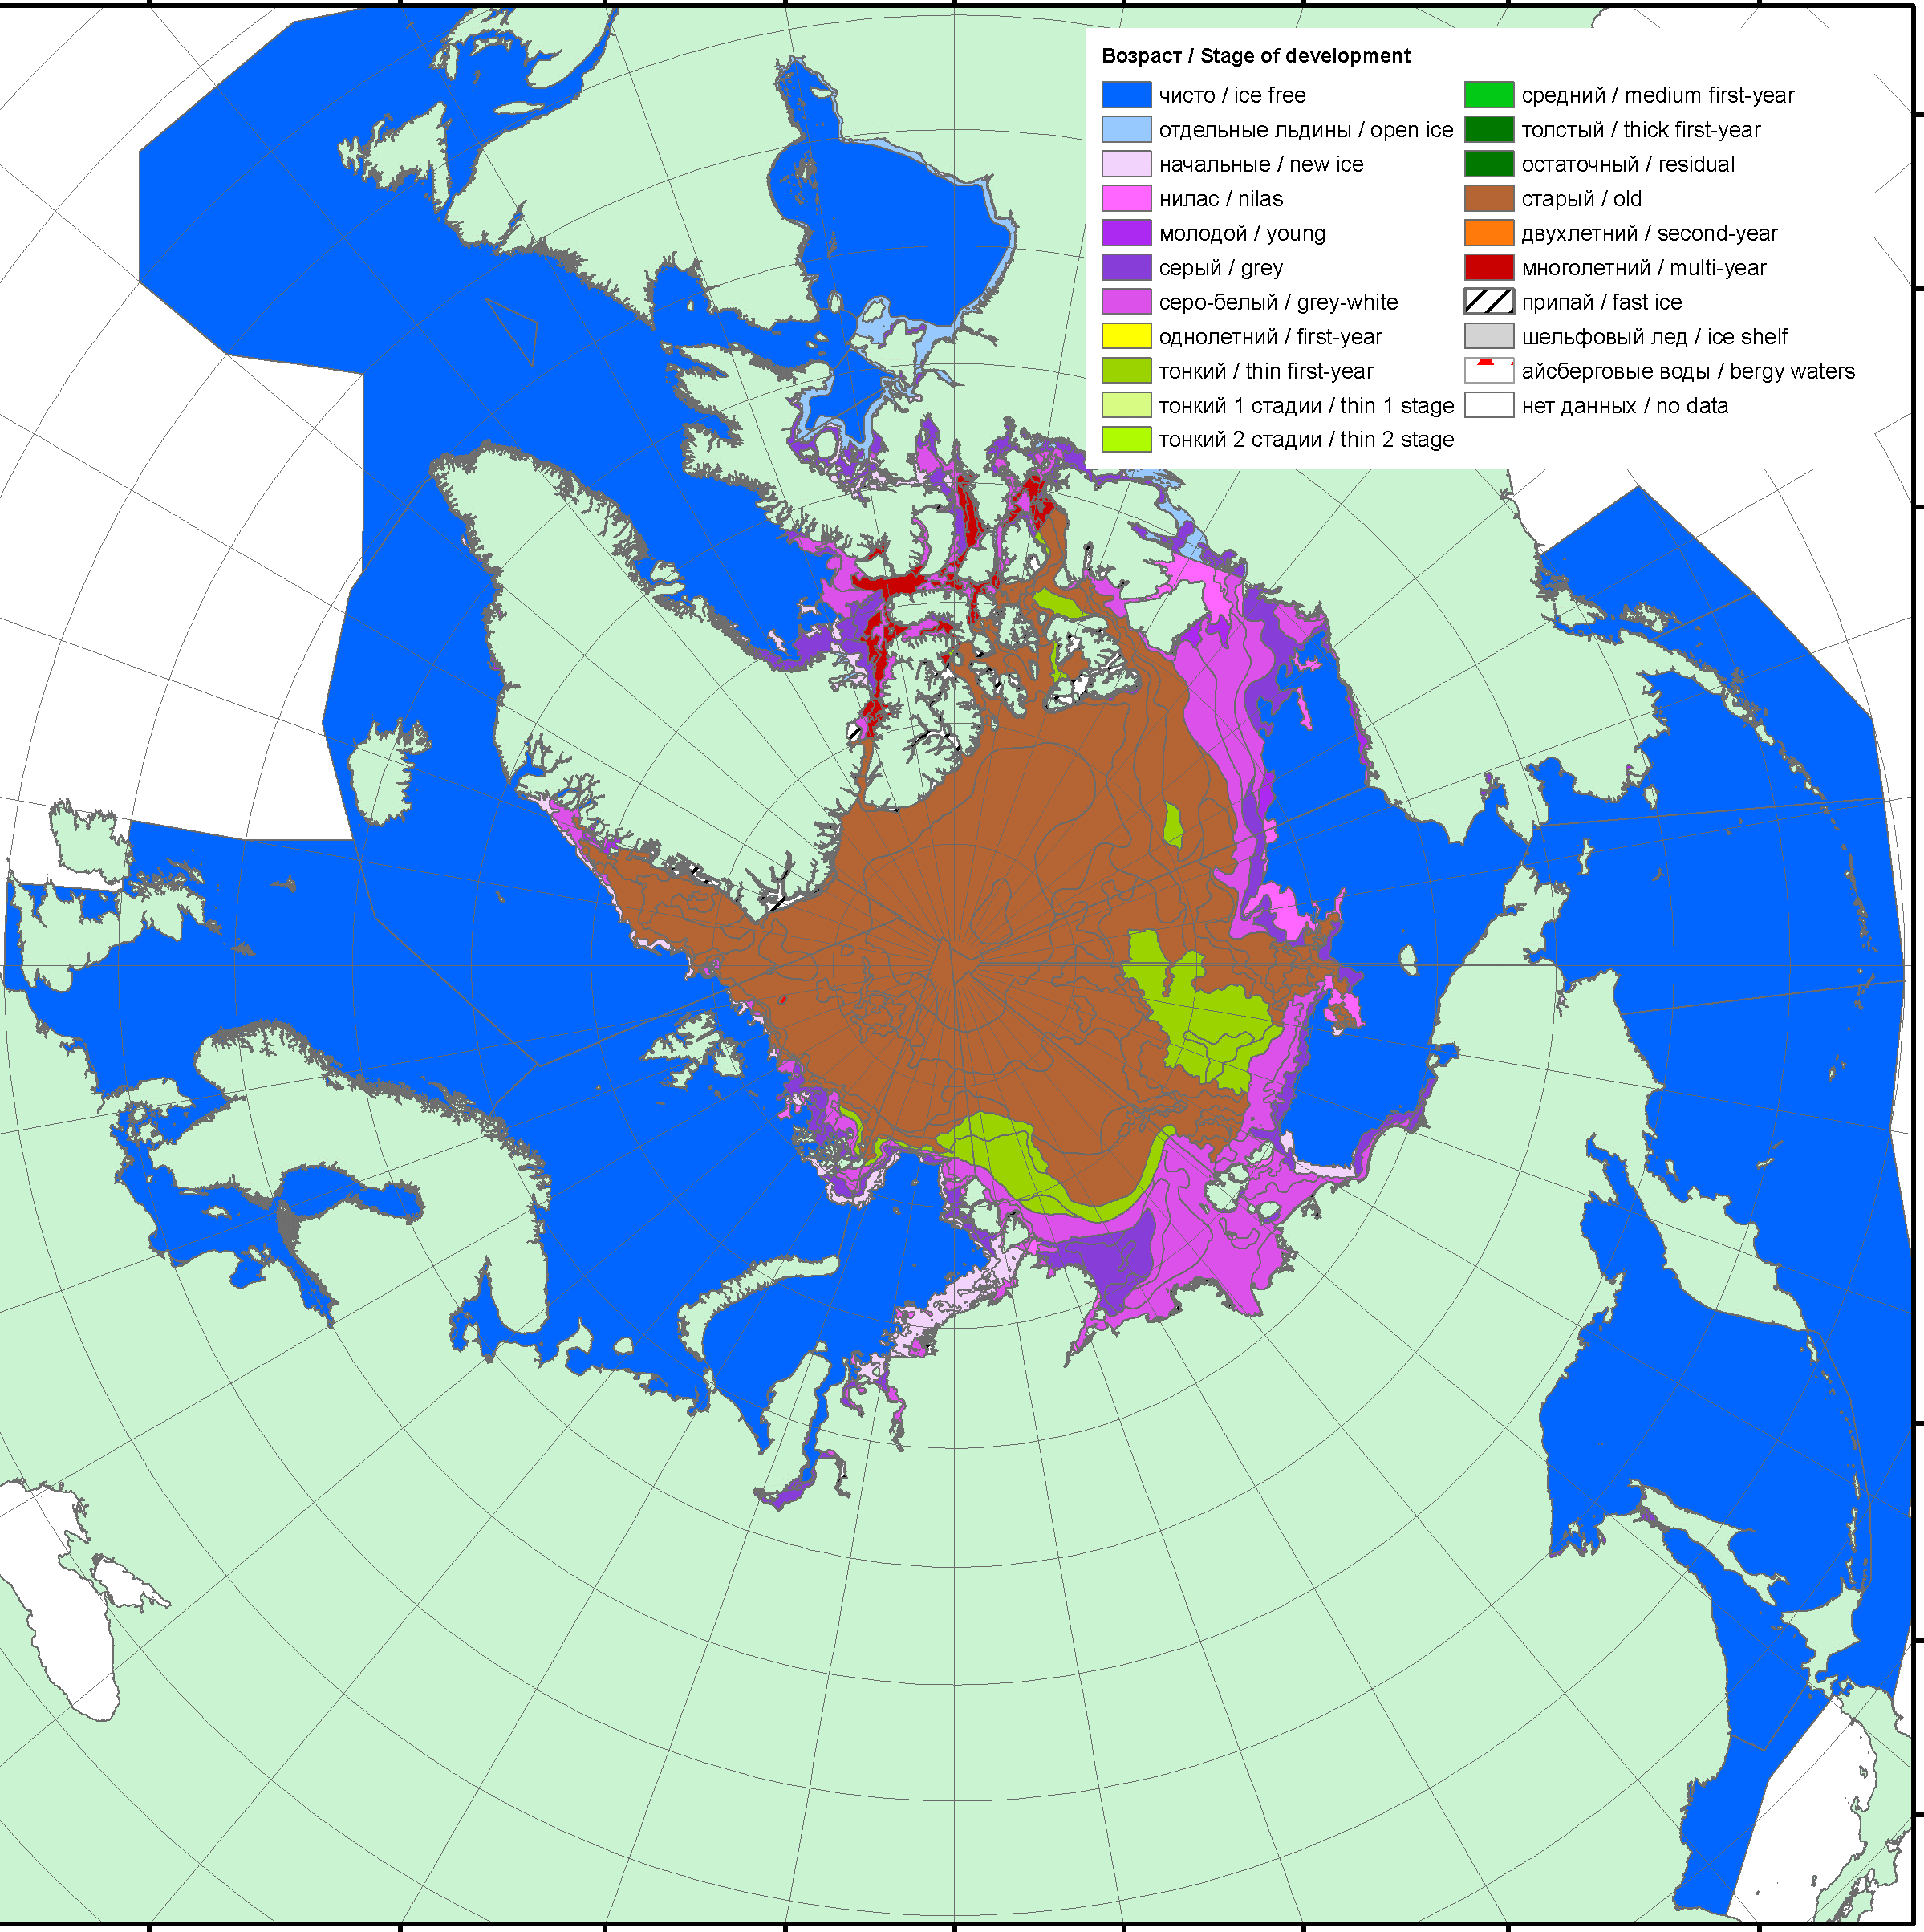 Возраст / Stage of development
чисто / ice free
отдельные льдины / open ice
начальные / new ice
нилас / nilas
молодой / young
серый / grey
серо-белый / grey-white
однолетний / first-year
тонкий / thin first-year
тонкий 1 стадии / thin 1 stage
тонкий 2 стадии / thin 2 stage
средний / medium first-year
толстый / thick first-year
остаточный / residual
старый / old
двухлетний / second-year
многолетний / multi-year
припай / fast ice
шельфовый лед / ice shelf
айсберговые воды / bergy waters
нет данных / no data